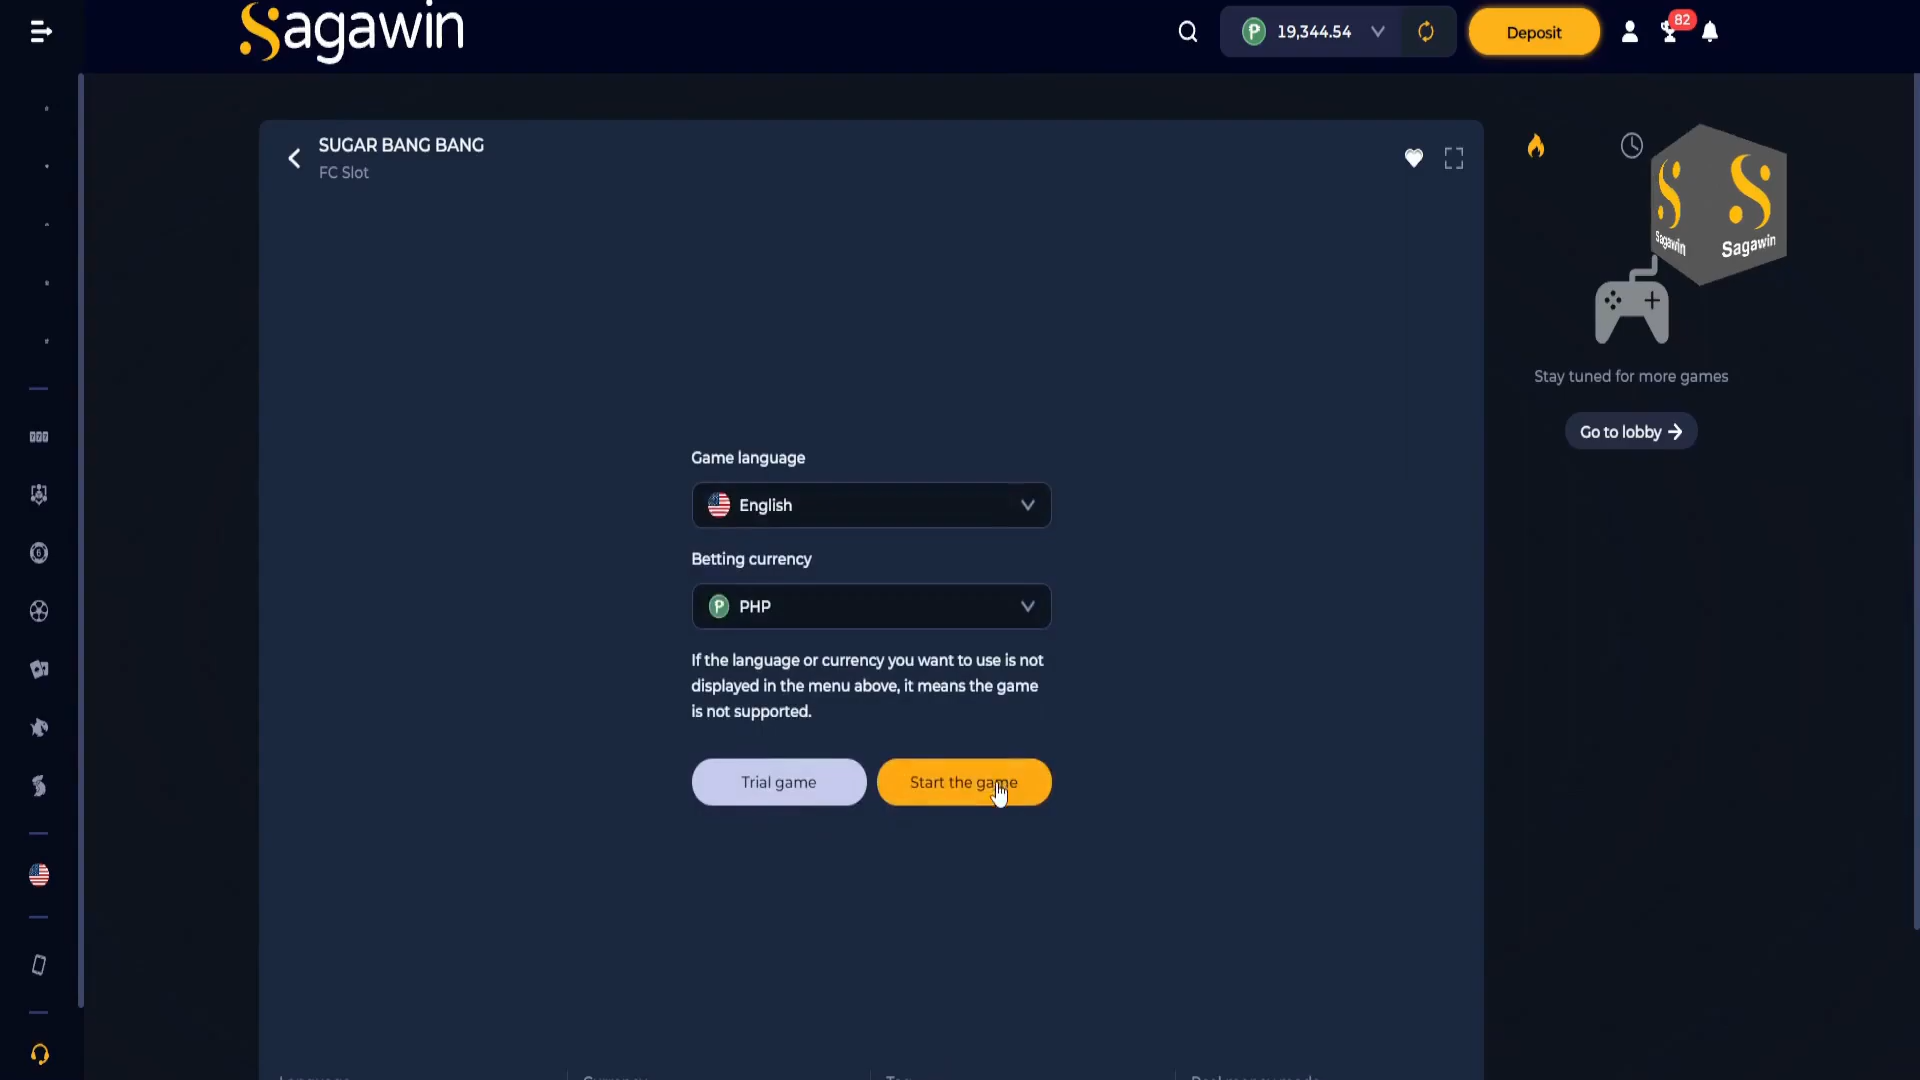 Sagawin
19,344.54
Deposit
82
SUGAR BANG BANG
FC Slot
Sagawin
Sagawin
Stay tuned for more games
Go to lobby
Game language
English
Betting currency
PHP
If the language or currency you want to use is not
displayed in the menu above, it means the game
is not supported.
Trial game
Start the game